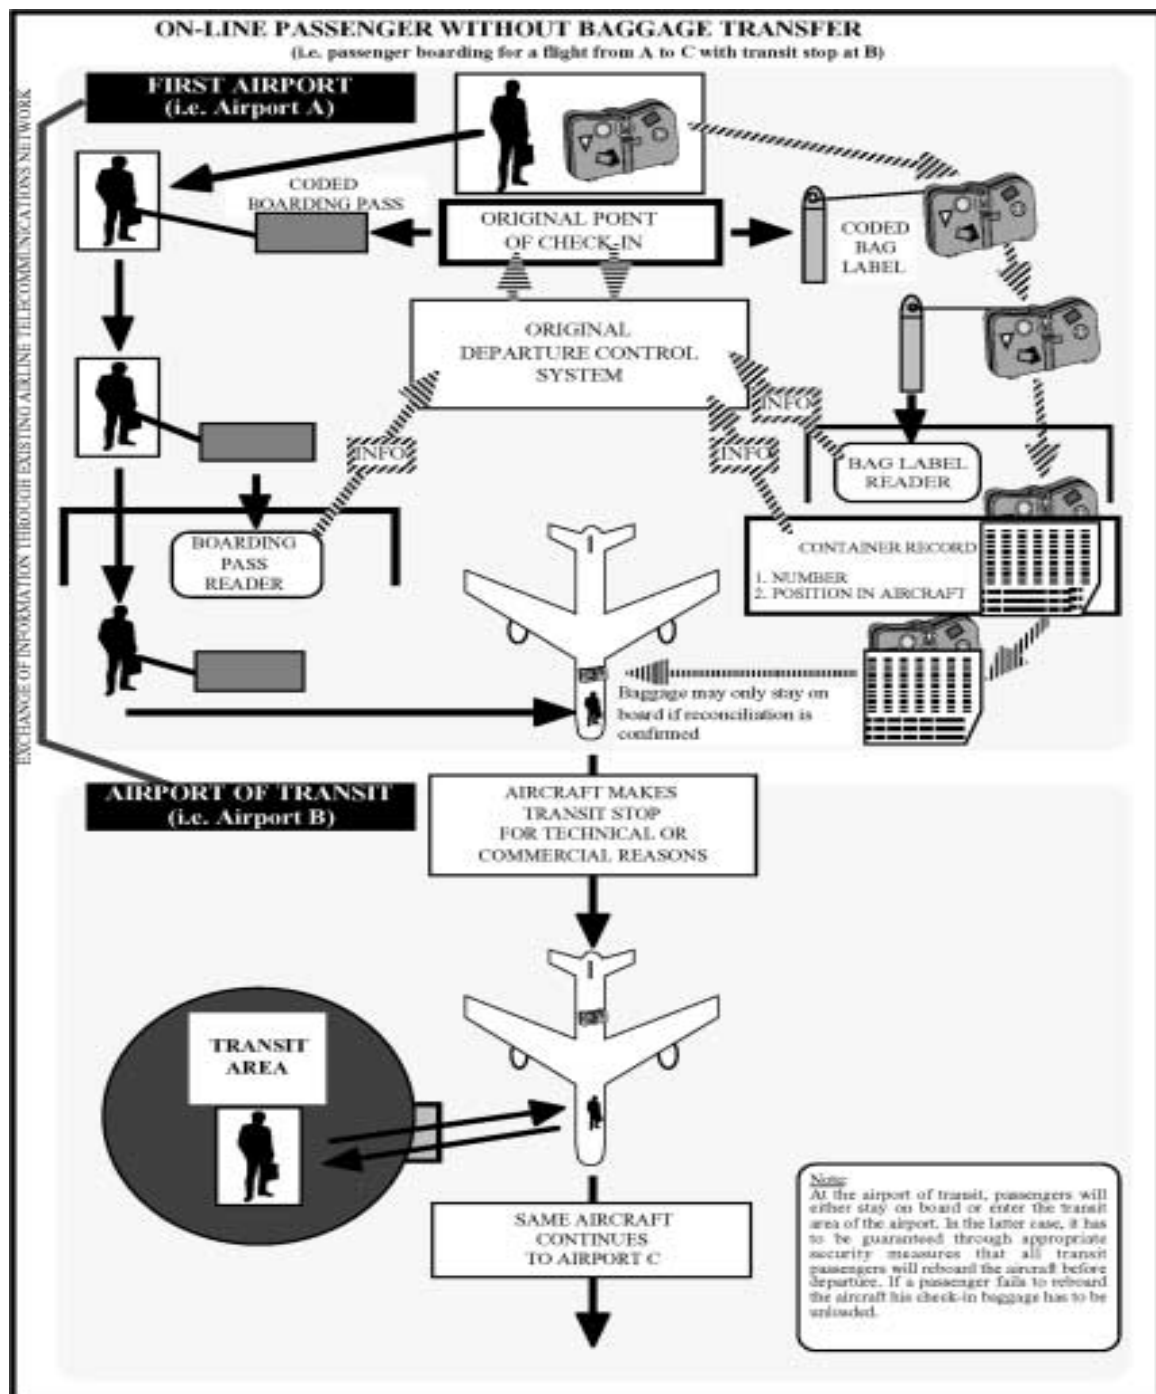 ON-LINE PASSENGER WITHOUT BAGGAGE TRANSFER
(i.e. passenger boarding for a flight from A to C with transit stop at B)
EXCHANGE OF INFORMATION THROUGH EXISTING AIRLINE TELECOMMUNICATIONS NETWORK
FIRST AIRPORT
(i.e. Airport A)
CODED
BOARDING PASS
ORIGINAL POINT
OF CHECK-IN
CODED
BAG
LABEL
ORIGINAL
DEPARTURE CONTROL
SYSTEM
INFO
INFO
INFO
BAG LABEL
READER
BOARDING
PASS
READER
CONTAINER RECORD
1. NUMBER
2. POSITION IN AIRCRAFT
Baggage may only stay on
board if reconciliation is
confirmed
AIRPORT OF TRANSIT
(i.e. Airport B)
AIRCRAFT MAKES
TRANSIT STOP
FOR TECHNICAL OR
COMMERCIAL REASONS
TRANSIT
AREA
SAME AIRCRAFT
CONTINUES
TO AIRPORT C
Note:
At the airport of transit, passengers will
either stay on board or enter the transit
area of the airport. In the latter case, it has
to be guaranteed through appropriate
security measures that all transit
passengers will reboard the aircraft before
departure. If a passenger fails to reboard
the aircraft his check-in baggage has to be
unloaded.